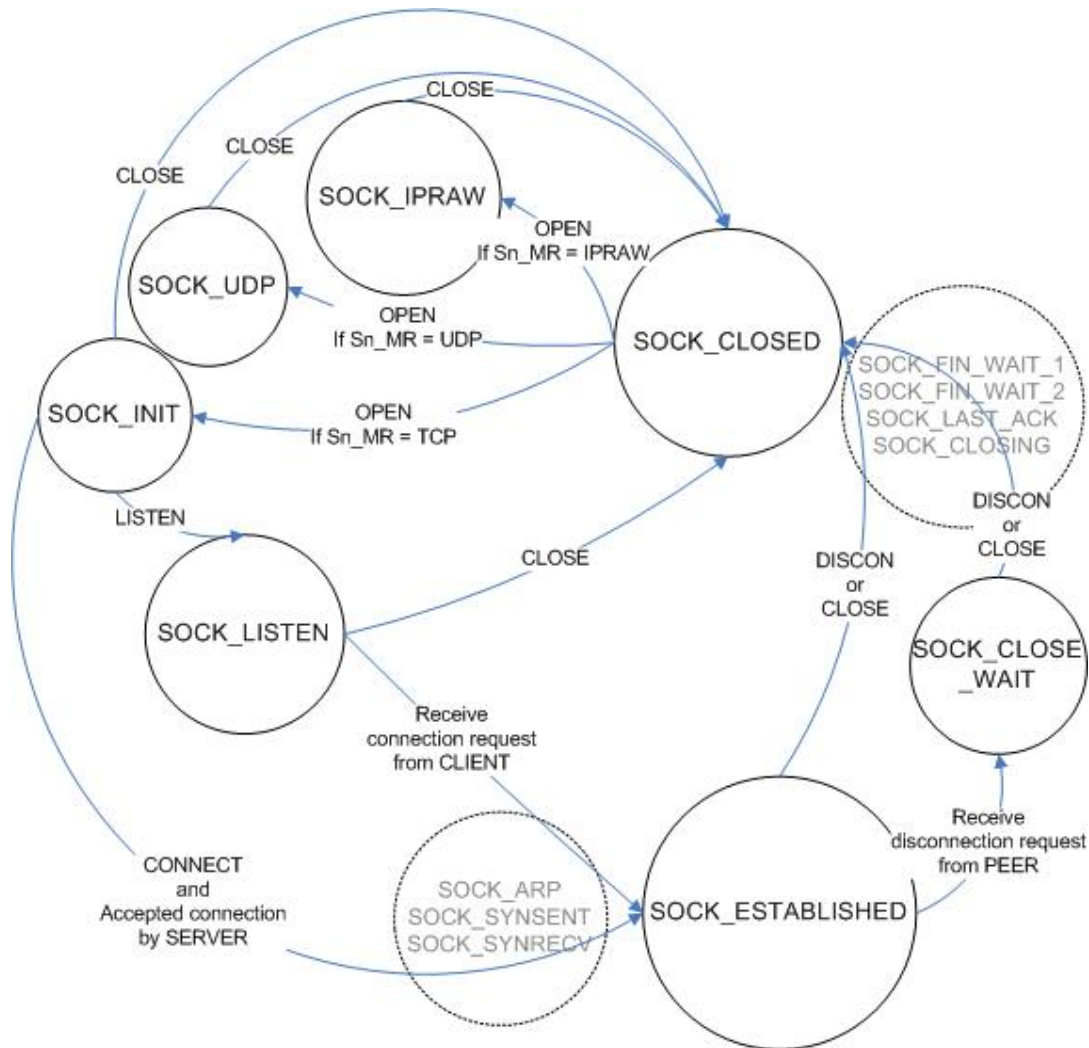 CLOSE
CLOSE
CLOSE
SOCK_IPRAW
OPEN
If Sn_MR = IPRAW
SOCK_UDP
OPEN
If Sn_MR = UDP
SOCK_CLOSED
SOCK_FIN_WAIT_1
SOCK_FIN_WAIT_2
SOCK_LAST_ACK
SOCK_CLOSING
SOCK_INIT
OPEN
If Sn_MR = TCP
LISTEN
DISCON
or
CLOSE
CLOSE
DISCON
or
CLOSE
SOCK_LISTEN
SOCK_CLOSE
_WAIT
Receive
connection request
from CLIENT
Receive
disconnection request
from PEER
CONNECT
and
Accepted connection
by SERVER
SOCK_ARP
SOCK_SYNSENT
SOCK_SYNRECV
SOCK_ESTABLISHED